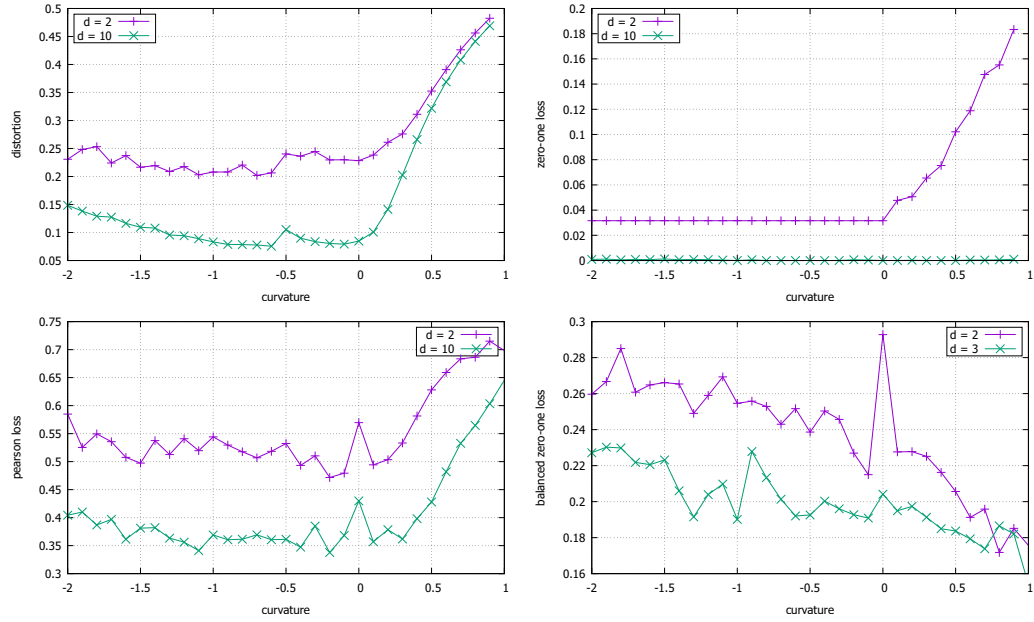 0.5
0.45
0.4
0.35
0.3
0.25
0.2
0.15
0.1
0.05
distortion
d = 2
d = 10
-2 -1.5 -1 -0.5 0 0.5 1
curvature
0.2
0.18
0.16
0.14
0.12
0.1
0.08
0.06
0.04
0.02
0
zero-one loss
d = 2
d = 10
-2 -1.5 -1 -0.5 0 0.5 1
curvature
0.75
0.7
0.65
0.6
0.55
0.5
0.45
0.4
0.35
0.3
pearson loss
d = 2
d = 10
-2 -1.5 -1 -0.5 0 0.5 1
curvature
0.3
0.28
0.26
0.24
0.22
0.2
0.18
0.16
balanced zero-one loss
d = 2
d = 3
-2 -1.5 -1 -0.5 0 0.5 1
curvature